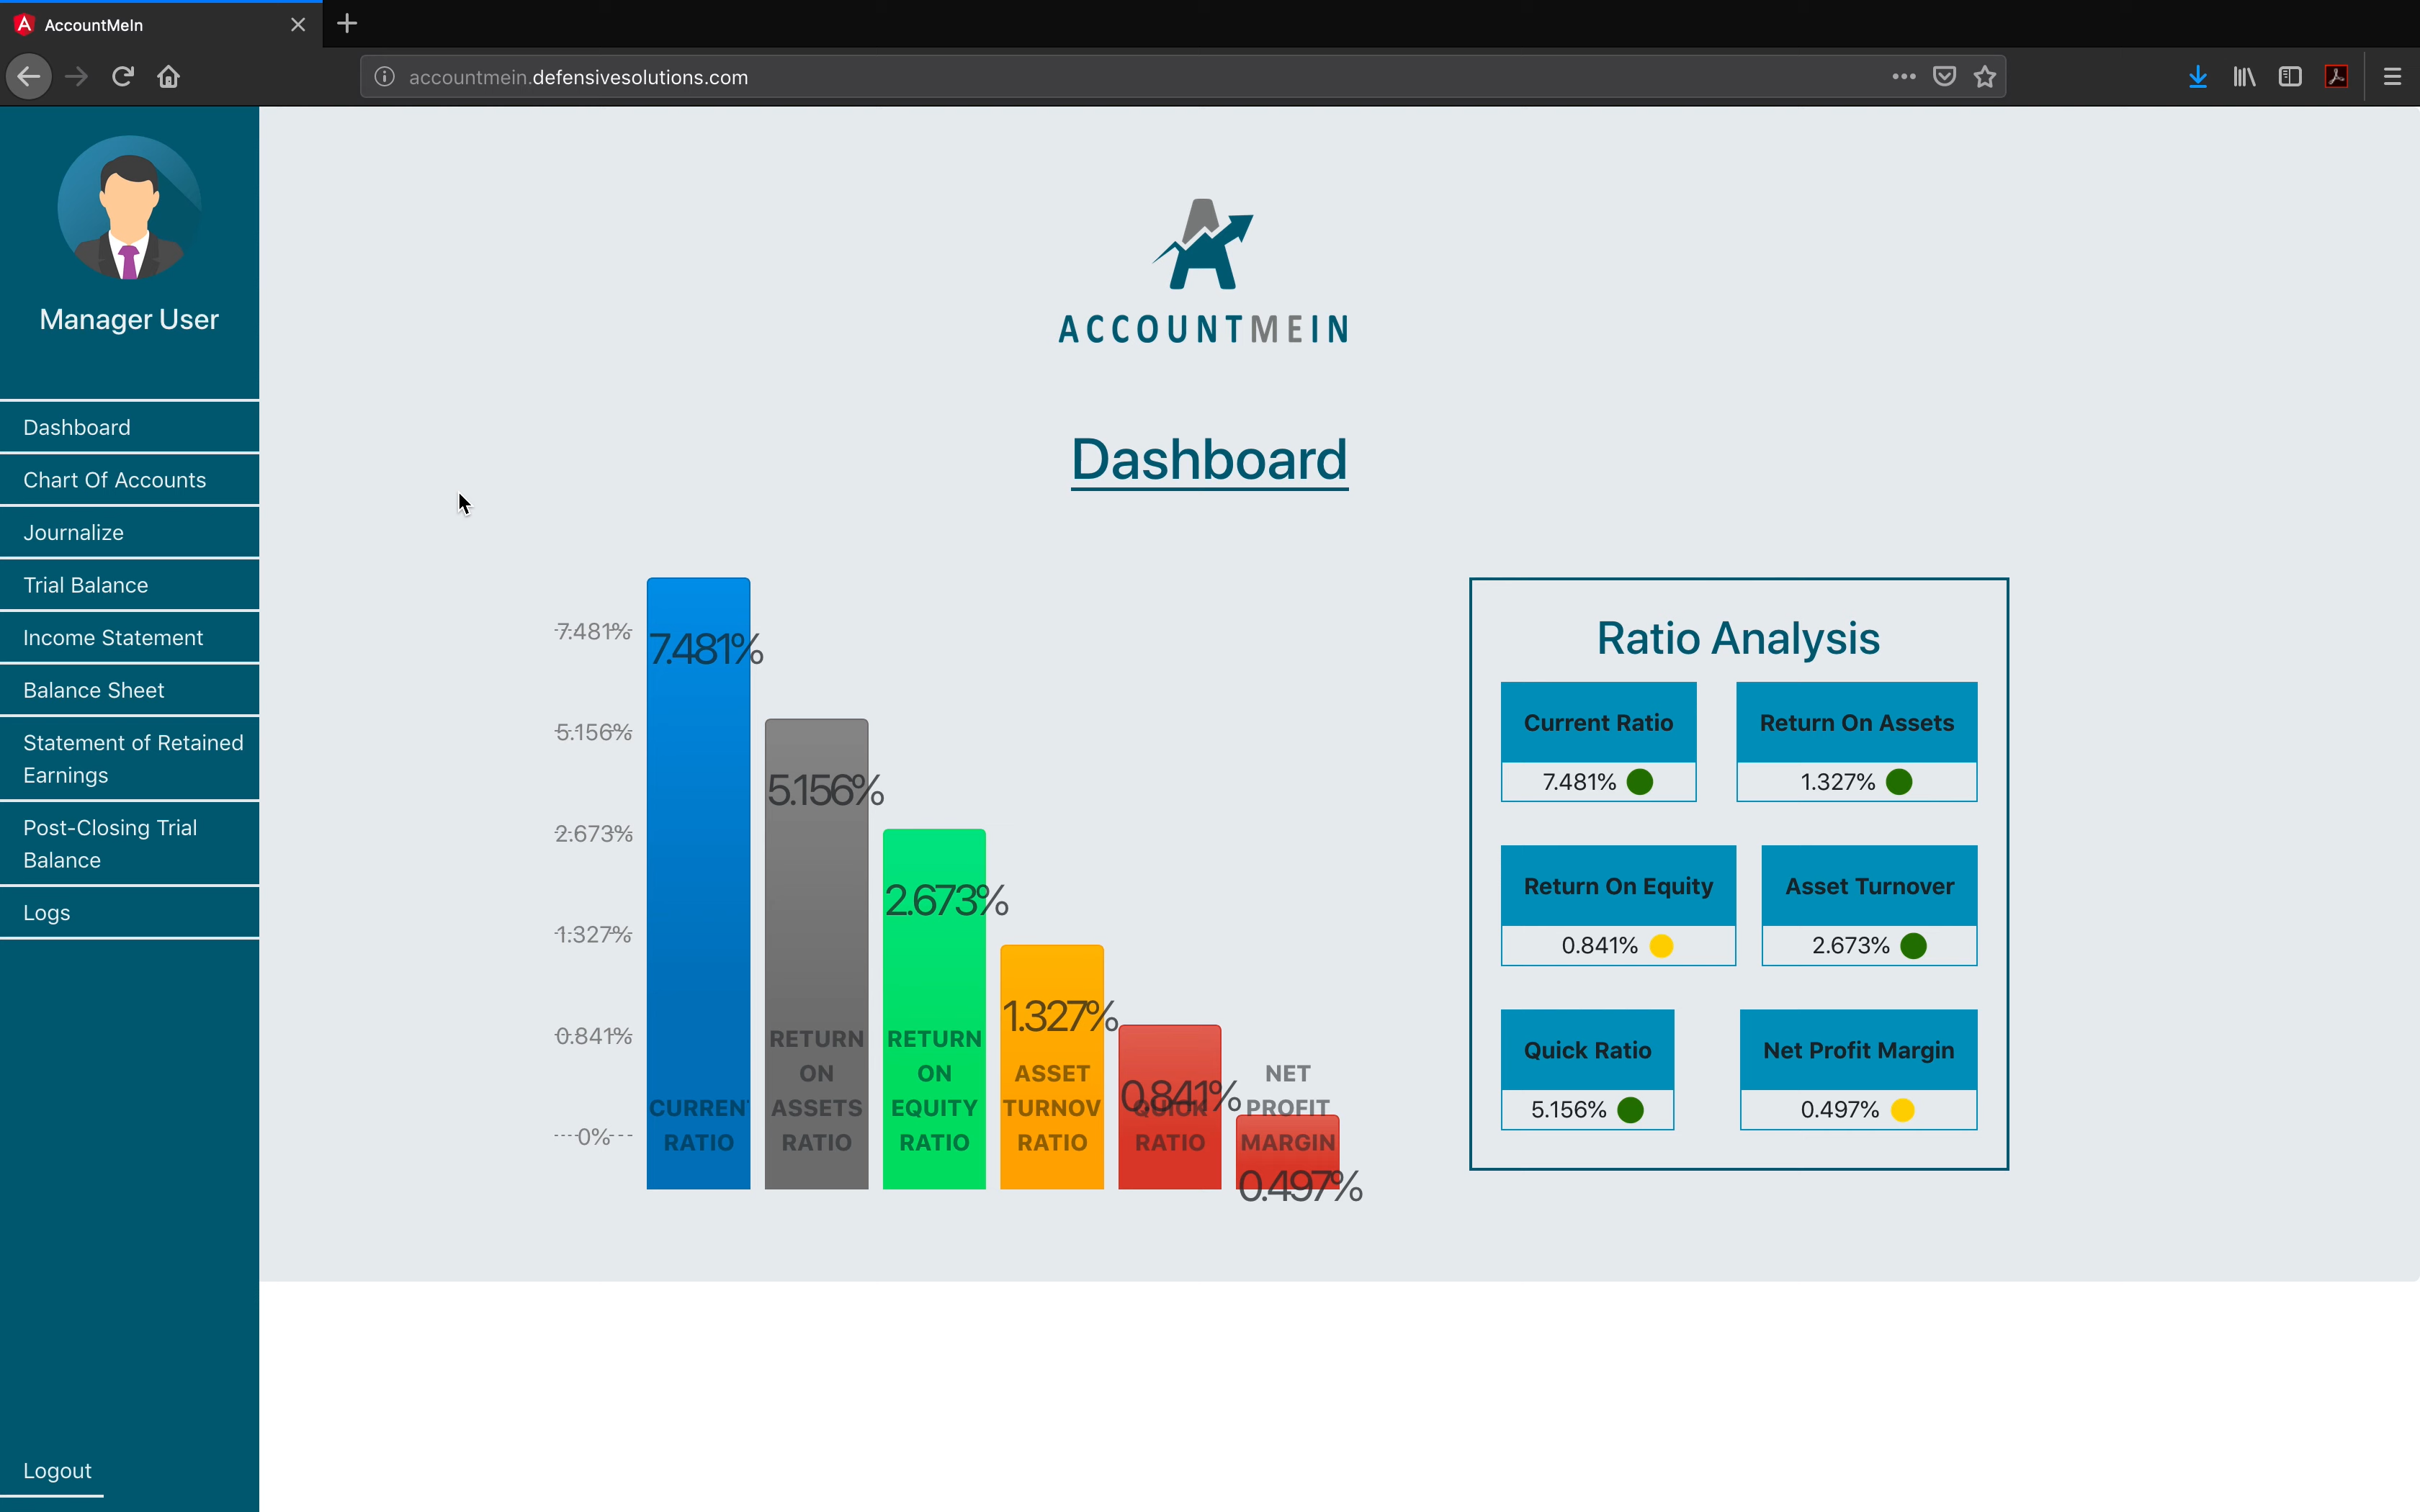 AccountMeIn
accountmein.defensivesolutions.com
Manager User
Dashboard
Chart Of Accounts
Journalize
Trial Balance
Income Statement
Balance Sheet
Statement of Retained
Earnings
Post-Closing Trial
Balance
Logs
Logout
ACCOUNTMEIN
Dashboard
7.481%
5.156%
2.673%
1.327%
0.841%
0%
7.481%
CURREN
RATIO
5.156%
RETURN
ON
ASSETS
RATIO
2.673%
RETURN
ON
EQUITY
RATIO
1.327%
ASSET
TURNOV
RATIO
0.841%
QUICK
RATIO
NET
PROFIT
MARGIN
0.497%
Ratio Analysis
Current Ratio
7.481%
Return On Assets
1.327%
Return On Equity
0.841%
Asset Turnover
2.673%
Quick Ratio
5.156%
Net Profit Margin
0.497%